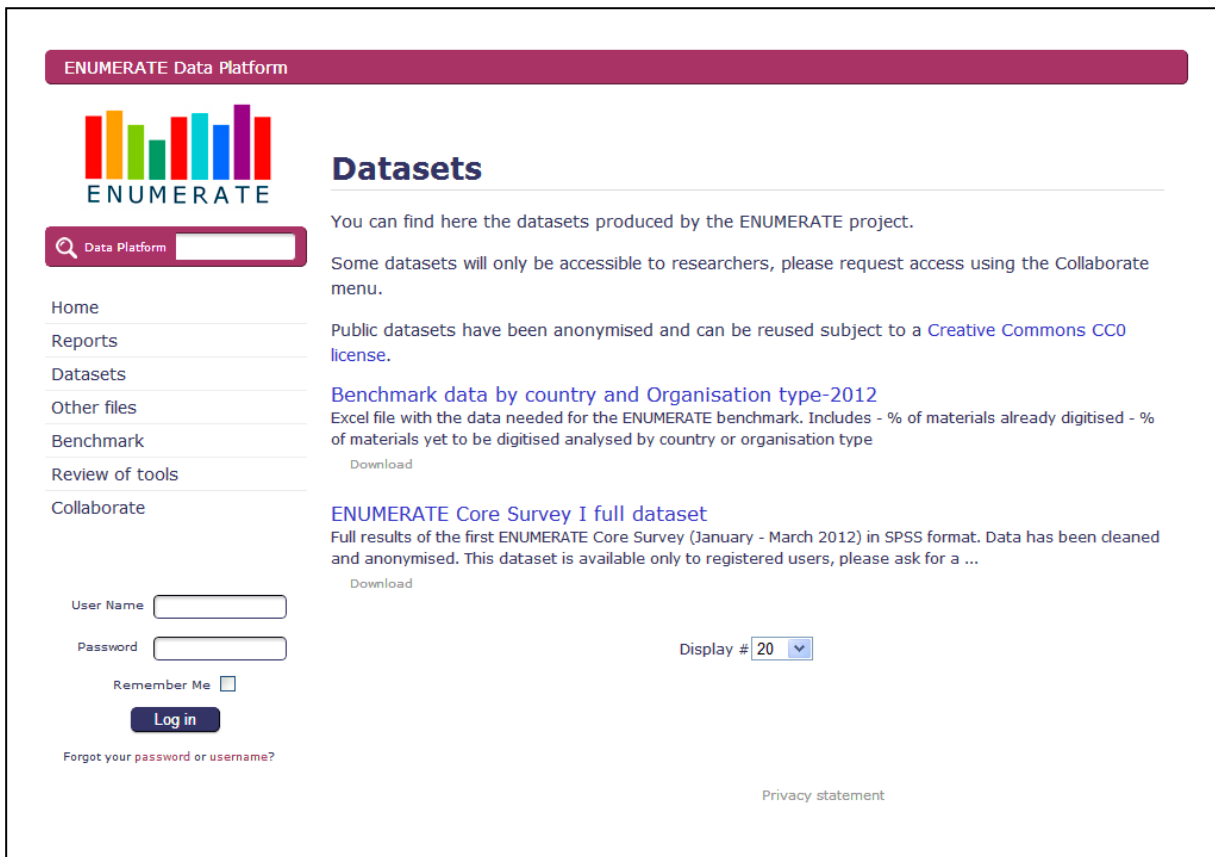 ENUMERATE Data Platform
ENUMERATE
Data Platform
Home
Reports
Datasets
Other files
Benchmark
Review of tools
Collaborate
User Name
Password
Remember Me
Log in
Forgot your password or username?
Datasets
You can find here the datasets produced by the ENUMERATE project.
Some datasets will only be accessible to researchers, please request access using the Collaborate
menu.
Public datasets have been anonymised and can be reused subject to a Creative Commons CC0
license.
Benchmark data by country and Organisation type-2012
Excel file with the data needed for the ENUMERATE benchmark. Includes - % of materials already digitised - %
of materials yet to be digitised analysed by country or organisation type
Download
ENUMERATE Core Survey I full dataset
Full results of the first ENUMERATE Core Survey (January - March 2012) in SPSS format. Data has been cleaned
and anonymised. This dataset is available only to registered users, please ask for a ...
Download
Display # 20
Privacy statement